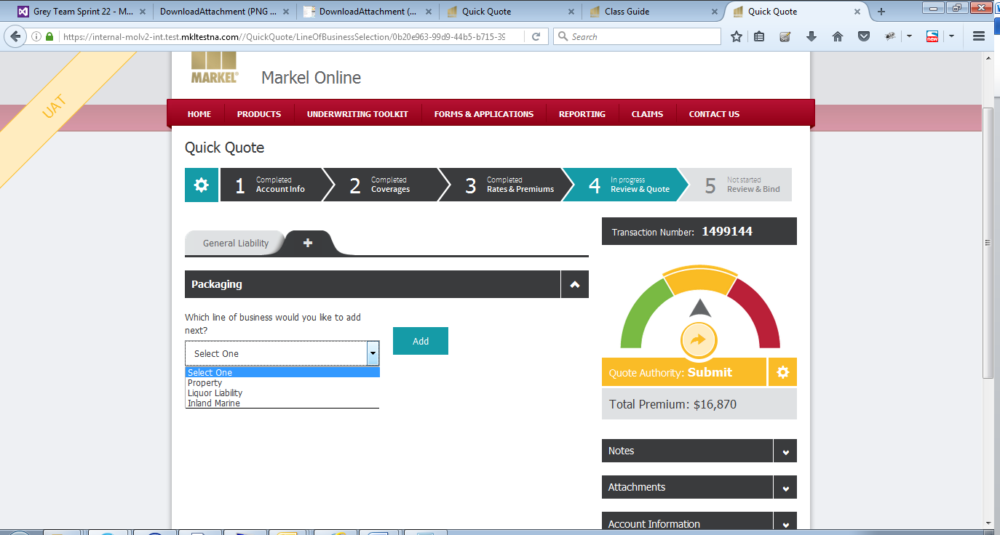 Grey Team Sprint 22 - M...
DownloadAttachment (PNG ...
DownloadAttachment (...
Quick Quote
Class Guide
Quick Quote
https://internal-molv2-int.test.mkltestna.com//QuickQuote/LineOfBusinessSelection/0b20e963-99d9-44b5-b715-39
Search
new
UAT
MARKEL®
Markel Online
HOME
PRODUCTS
UNDERWRITING TOOLKIT
FORMS & APPLICATIONS
REPORTING
CLAIMS
CONTACT US
Quick Quote
1
Completed
Account Info
2
Completed
Coverages
3
Completed
Rates & Premiums
4
In progress
Review & Quote
5
Not started
Review & Bind
General Liability
Transaction Number: 1499144
Packaging
Which line of business would you like to add
next?
Select One
Add
Select One
Property
Liquor Liability
Inland Marine
Quote Authority: Submit
Total Premium: $16,870
Notes
Attachments
Account Information